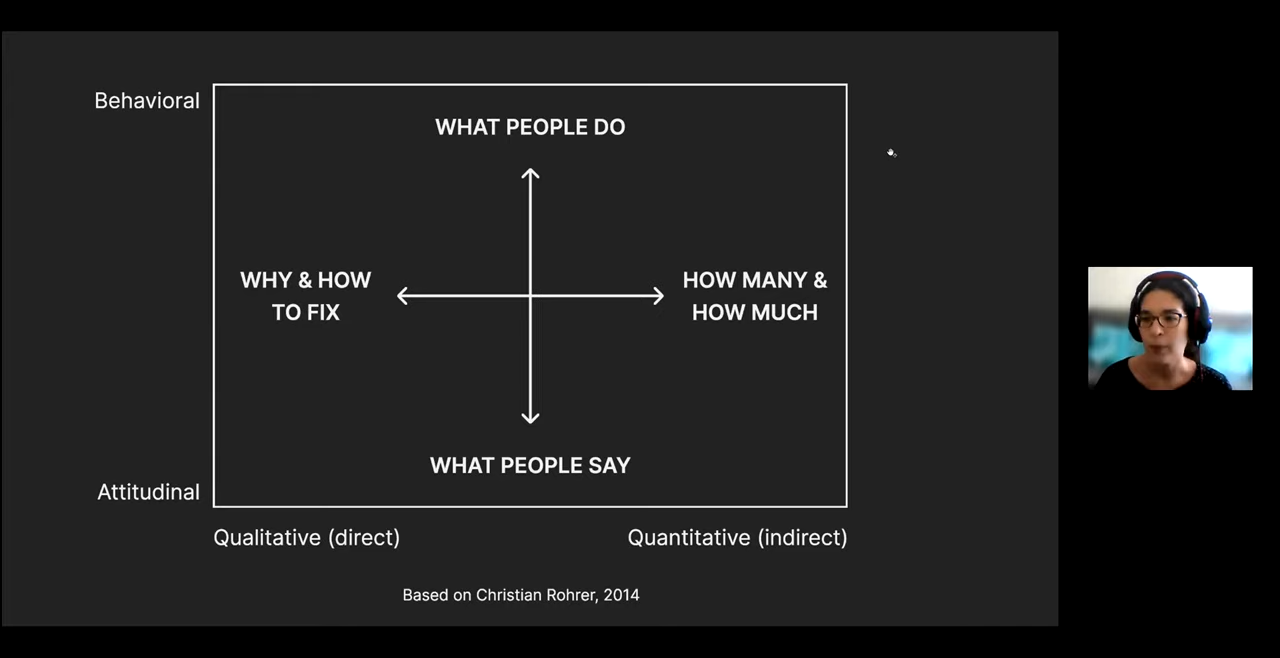 Behavioral
WHAT PEOPLE DO
WHY & HOW
TO FIX
HOW MANY &
HOW MUCH
WHAT PEOPLE SAY
Attitudinal
Qualitative (direct)
Quantitative (indirect)
Based on Christian Rohrer, 2014